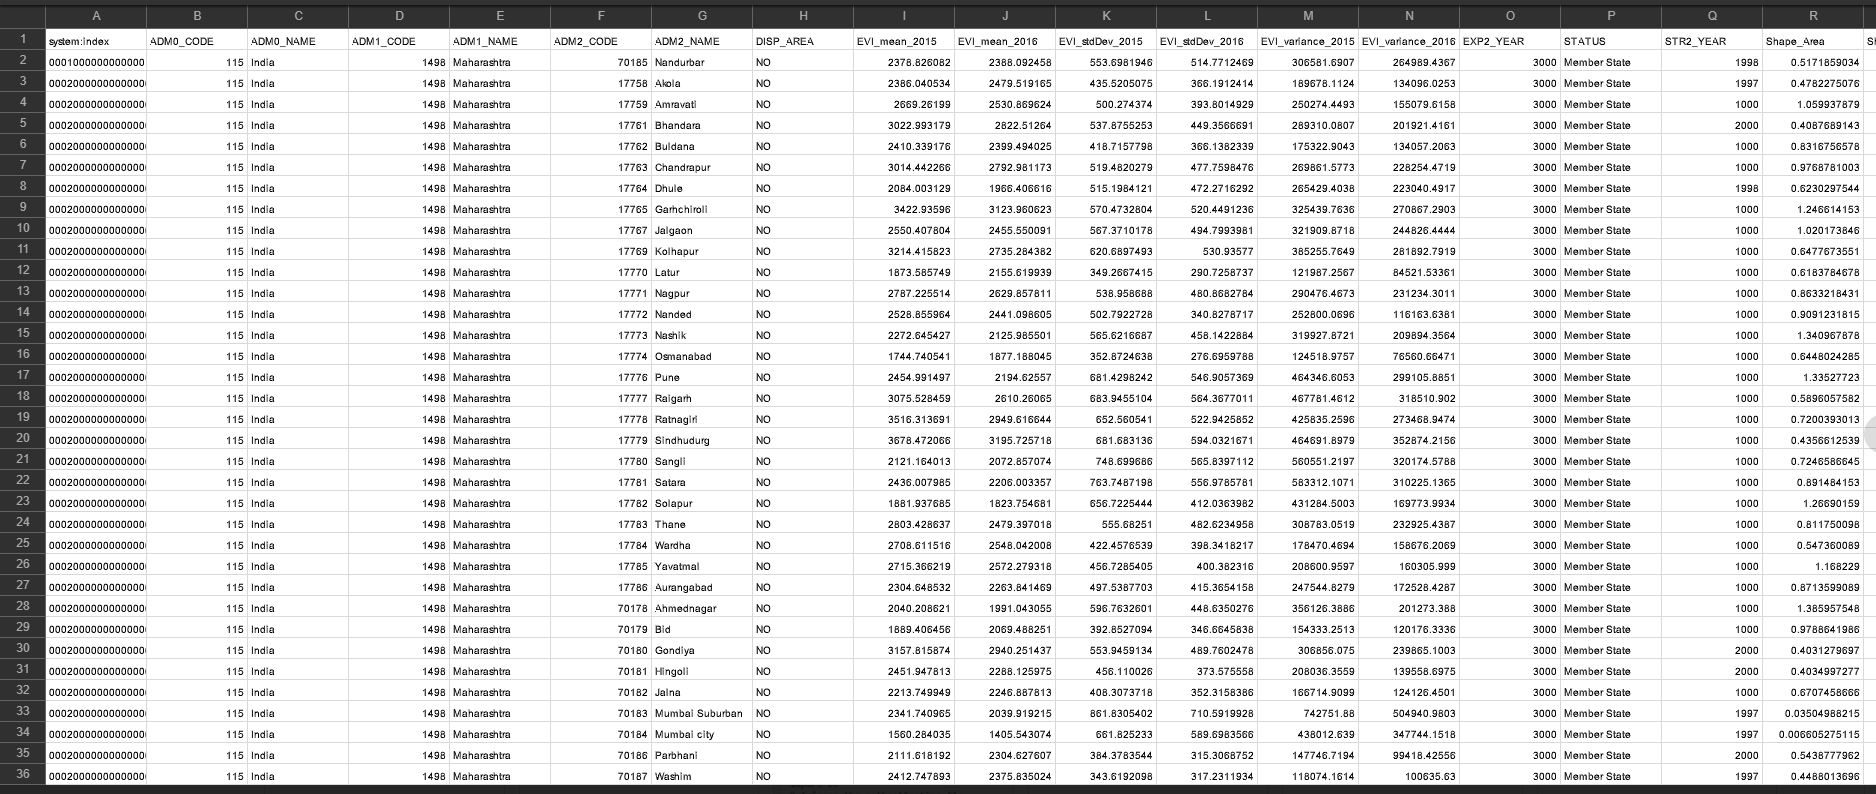 A B C D E F G H I J K L M N O P Q R
1 system:index ADM0_CODE ADM0_NAME ADM1_CODE ADM1_NAME ADM2_CODE ADM2_NAME DISP_AREA EVI_mean_2015 EVI_mean_2016 EVI_stdDev_2015 EVI_stdDev_2016 EVI_variance_2015 EVI_variance_2016 EXP2_YEAR STATUS STR2_YEAR Shape_Area
2 0001000000000000 115 India 1498 Maharashtra 70185 Nandurbar NO 2378.826082 2388.092458 553.6981946 514.7712469 306581.6907 264989.4367 3000 Member State 1998 0.5171859034
3 0002000000000000 115 India 1498 Maharashtra 17758 Akola NO 2386.040534 2479.519165 435.5205075 366.1912414 189678.1124 134096.0253 3000 Member State 1997 0.4782275076
4 0002000000000000 115 India 1498 Maharashtra 17759 Amravati NO 2669.26199 2530.869624 500.274374 393.8014929 250274.4493 155079.6158 3000 Member State 1000 1.059937879
5 0002000000000000 115 India 1498 Maharashtra 17761 Bhandara NO 3022.993179 2822.51264 537.8755253 449.3566691 289310.0807 201921.4161 3000 Member State 2000 0.4087689143
6 0002000000000000 115 India 1498 Maharashtra 17762 Buldana NO 2410.339176 2399.494025 418.7157798 366.1382339 175322.9043 134057.2063 3000 Member State 1000 0.8316756578
7 0002000000000000 115 India 1498 Maharashtra 17763 Chandrapur NO 3014.442266 2792.981173 519.4820279 477.7598476 269861.5773 228254.4719 3000 Member State 1000 0.9768781003
8 0002000000000000 115 India 1498 Maharashtra 17764 Dhule NO 2084.003129 1966.406616 515.1984121 472.2716292 265429.4038 223040.4917 3000 Member State 1998 0.6230297544
9 0002000000000000 115 India 1498 Maharashtra 17765 Garhchiroli NO 3422.93596 3123.960623 570.4732804 520.4491236 325439.7636 270867.2903 3000 Member State 1000 1.246614153
10 0002000000000000 115 India 1498 Maharashtra 17767 Jalgaon NO 2550.407804 2455.550091 567.3710178 494.7993981 321909.8718 244826.4444 3000 Member State 1000 1.020173846
11 0002000000000000 115 India 1498 Maharashtra 17769 Kolhapur NO 3214.415823 2735.284382 620.6897493 530.93577 385255.7649 281892.7919 3000 Member State 1000 0.6477673551
12 0002000000000000 115 India 1498 Maharashtra 17770 Latur NO 1873.585749 2155.619939 349.2667415 290.7258737 121987.2567 84521.53361 3000 Member State 1000 0.6183784678
13 0002000000000000 115 India 1498 Maharashtra 17771 Nagpur NO 2787.225514 2629.857811 538.958688 480.8682784 290476.4673 231234.3011 3000 Member State 1000 0.8633218431
14 0002000000000000 115 India 1498 Maharashtra 17772 Nanded NO 2528.855964 2441.098605 502.7922728 340.8278717 252800.0696 116163.6381 3000 Member State 1000 0.9091231815
15 0002000000000000 115 India 1498 Maharashtra 17773 Nashik NO 2272.645427 2125.985501 565.6216687 458.1422884 319927.8721 209894.3564 3000 Member State 1000 1.340967878
16 0002000000000000 115 India 1498 Maharashtra 17774 Osmanabad NO 1744.740541 1877.188045 352.8724638 276.6959788 124518.9757 76560.66471 3000 Member State 1000 0.6448024285
17 0002000000000000 115 India 1498 Maharashtra 17776 Pune NO 2454.991497 2194.62557 681.4298242 546.9057369 464346.6053 299105.8851 3000 Member State 1000 1.33527723
18 0002000000000000 115 India 1498 Maharashtra 17777 Raigarh NO 3075.528459 2610.26065 683.9455104 564.3677011 467781.4612 318510.902 3000 Member State 1000 0.5896057582
19 0002000000000000 115 India 1498 Maharashtra 17778 Ratnagiri NO 3516.313691 2949.616644 652.560541 522.9425852 425835.2596 273468.9474 3000 Member State 1000 0.7200393013
20 0002000000000000 115 India 1498 Maharashtra 17779 Sindhudurg NO 3678.472066 3195.725718 681.683136 594.0321671 464691.8979 352874.2156 3000 Member State 1000 0.4356612539
21 0002000000000000 115 India 1498 Maharashtra 17780 Sangli NO 2121.164013 2072.857074 748.699686 565.8397112 560551.2197 320174.5788 3000 Member State 1000 0.7246586645
22 0002000000000000 115 India 1498 Maharashtra 17781 Satara NO 2436.007985 2206.003357 763.7487198 556.9785781 583312.1071 310225.1365 3000 Member State 1000 0.891484153
23 0002000000000000 115 India 1498 Maharashtra 17782 Solapur NO 1881.937685 1823.754681 656.7225444 412.0363982 431284.5003 169773.9934 3000 Member State 1000 1.26690159
24 0002000000000000 115 India 1498 Maharashtra 17783 Thane NO 2803.428637 2479.397018 555.68251 482.6234958 308783.0519 232925.4387 3000 Member State 1000 0.811750098
25 0002000000000000 115 India 1498 Maharashtra 17784 Wardha NO 2708.611516 2548.042008 422.4576539 398.3418217 178470.4694 158676.2069 3000 Member State 1000 0.547360089
26 0002000000000000 115 India 1498 Maharashtra 17785 Yavatmal NO 2715.366219 2572.279318 456.7285405 400.382316 208600.9597 160305.999 3000 Member State 1000 1.168229
27 0002000000000000 115 India 1498 Maharashtra 17786 Aurangabad NO 2304.648532 2263.841469 497.5387703 415.3654158 247544.8279 172528.4287 3000 Member State 1000 0.8713599089
28 0002000000000000 115 India 1498 Maharashtra 70178 Ahmednagar NO 2040.208621 1991.043055 596.7632601 448.6350276 356126.3886 201273.388 3000 Member State 1000 1.385957548
29 0002000000000000 115 India 1498 Maharashtra 70179 Bid NO 1889.406456 2069.488251 392.8527094 346.6645838 154333.2513 120176.3336 3000 Member State 1000 0.9788641986
30 0002000000000000 115 India 1498 Maharashtra 70180 Gondiya NO 3157.815874 2940.251437 553.9459134 489.7602478 306856.075 239865.1003 3000 Member State 2000 0.4031279697
31 0002000000000000 115 India 1498 Maharashtra 70181 Hingoli NO 2451.947813 2288.125975 456.110026 373.575558 208036.3559 139558.6975 3000 Member State 2000 0.4034997277
32 0002000000000000 115 India 1498 Maharashtra 70182 Jalna NO 2213.749949 2246.887813 408.3073718 352.3158386 166714.9099 124126.4501 3000 Member State 1000 0.6707458666
33 0002000000000000 115 India 1498 Maharashtra 70183 Mumbai Suburban NO 2341.740965 2039.919215 861.8305402 710.5919928 742751.88 504940.9803 3000 Member State 1997 0.03504988215
34 0002000000000000 115 India 1498 Maharashtra 70184 Mumbai city NO 1560.284035 1405.543074 661.825233 589.6983566 438012.639 347744.1518 3000 Member State 1997 0.006605275115
35 0002000000000000 115 India 1498 Maharashtra 70186 Parbhani NO 2111.618192 2304.627607 384.3783544 315.3068752 147746.7194 99418.42556 3000 Member State 2000 0.5438777962
36 0002000000000000 115 India 1498 Maharashtra 70187 Washim NO 2412.747893 2375.835024 343.6192098 317.2311934 118074.1614 100635.63 3000 Member State 1997 0.4488013696